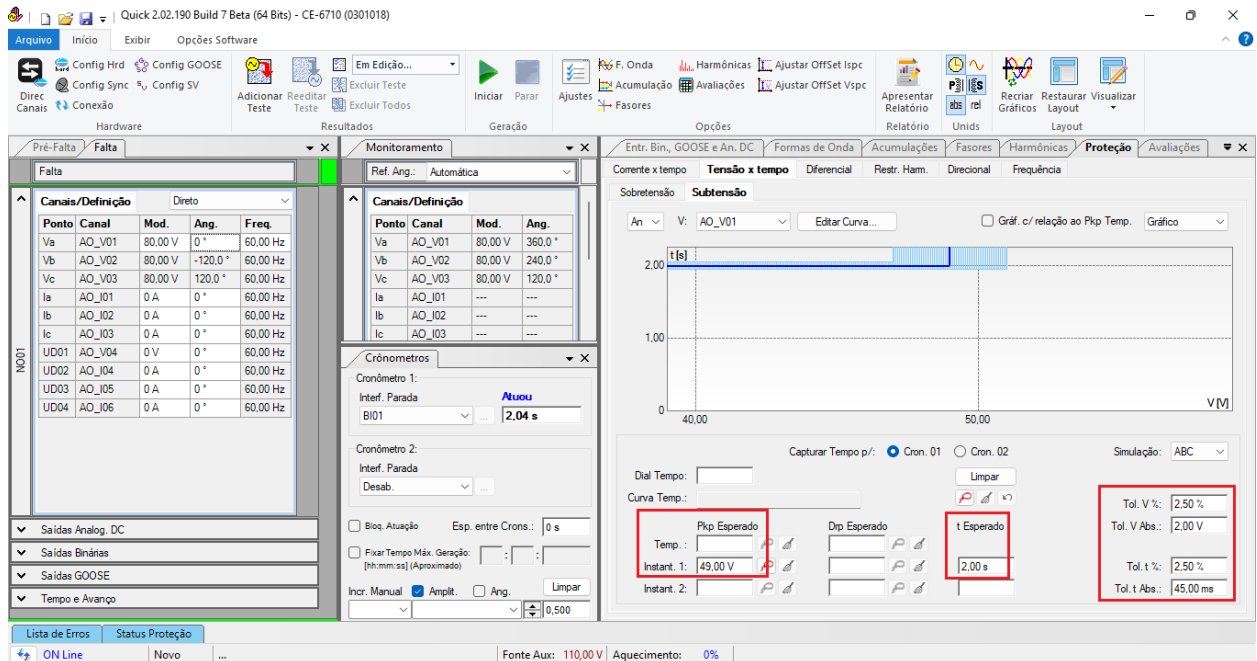 Quick 2.02.190 Build 7 Beta (64 Bits) - CE-6710 (0301018)
Arquivo Início Exibir Opções Software
Direc Canais
Config Hrd Config GOOSE
Config Sync Config SV
Conexão
Hardware
Adicionar Teste
Reeditar Teste
Em Edição...
Excluir Teste
Excluir Todos
Resultados
Iniciar Parar
Geração
Ajustes
F. Onda Harmônicas Ajustar OffSet Ispc
Acumulação Avaliações Ajustar OffSet Vspc
Fasores
Opções
Apresentar Relatório
Relatório
abs rel
Unids
Recriar Gráficos
Restaurar Layout
Visualizar
Layout
Pré-Falta Falta
Falta
Canais/Definição Direto
Ponto Canal Mod. Ang. Freq.
Va AO_V01 80,00 V 0 ° 60,00 Hz
Vb AO_V02 80,00 V -120,0 ° 60,00 Hz
Vc AO_V03 80,00 V 120,0 ° 60,00 Hz
Ia AO_I01 0 A 0 ° 60,00 Hz
Ib AO_I02 0 A 0 ° 60,00 Hz
Ic AO_I03 0 A 0 ° 60,00 Hz
UD01 AO_V04 0 V 0 ° 60,00 Hz
UD02 AO_I04 0 A 0 ° 60,00 Hz
UD03 AO_I05 0 A 0 ° 60,00 Hz
UD04 AO_I06 0 A 0 ° 60,00 Hz
NO01
Saídas Analog. DC
Saídas Binárias
Saídas GOOSE
Tempo e Avanço
Monitoramento
Ref. Ang.: Automática
Canais/Definição
Ponto Canal Mod. Ang.
Va AO_V01 80,00 V 360,0 °
Vb AO_V02 80,00 V 240,0 °
Vc AO_V03 80,00 V 120,0 °
Ia AO_I01 --- ---
Ib AO_I02 --- ---
Ic AO_I03 --- ---
Crônometros
Cronômetro 1:
Interf. Parada Atuou
BI01 ... 2,04 s
Cronômetro 2:
Interf. Parada
Desab. ...
Bloq. Atuação Esp. entre Crons.: 0 s
Fixar Tempo Máx. Geração: : :
[hh:mm:ss] (Aproximado)
Incr. Manual Amplit. Ang. Limpar
0,500
Entr. Bin., GOOSE e An. DC Formas de Onda Acumulações Fasores Harmônicas Proteção Avaliações
Corrente x tempo Tensão x tempo Diferencial Restr. Harm. Direcional Frequência
Sobretensão Subtensão
An V: AO_V01 Editar Curva... Gráf. c/ relação ao Pkp Temp. Gráfico
t [s]
2,00
1,00
0
40,00 50,00
V [V]
Capturar Tempo p/: Cron. 01 Cron. 02 Simulação: ABC
Dial Tempo: Limpar
Curva Temp.:
Pkp Esperado Drp Esperado t Esperado
Temp. :
Instant. 1: 49,00 V 2,00 s
Instant. 2:
Tol. V %: 2,50 %
Tol. V Abs.: 2,00 V
Tol. t %: 2,50 %
Tol. t Abs.: 45,00 ms
Lista de Erros Status Proteção
ON Line Novo ... Fonte Aux: 110,00 V Aquecimento: 0%